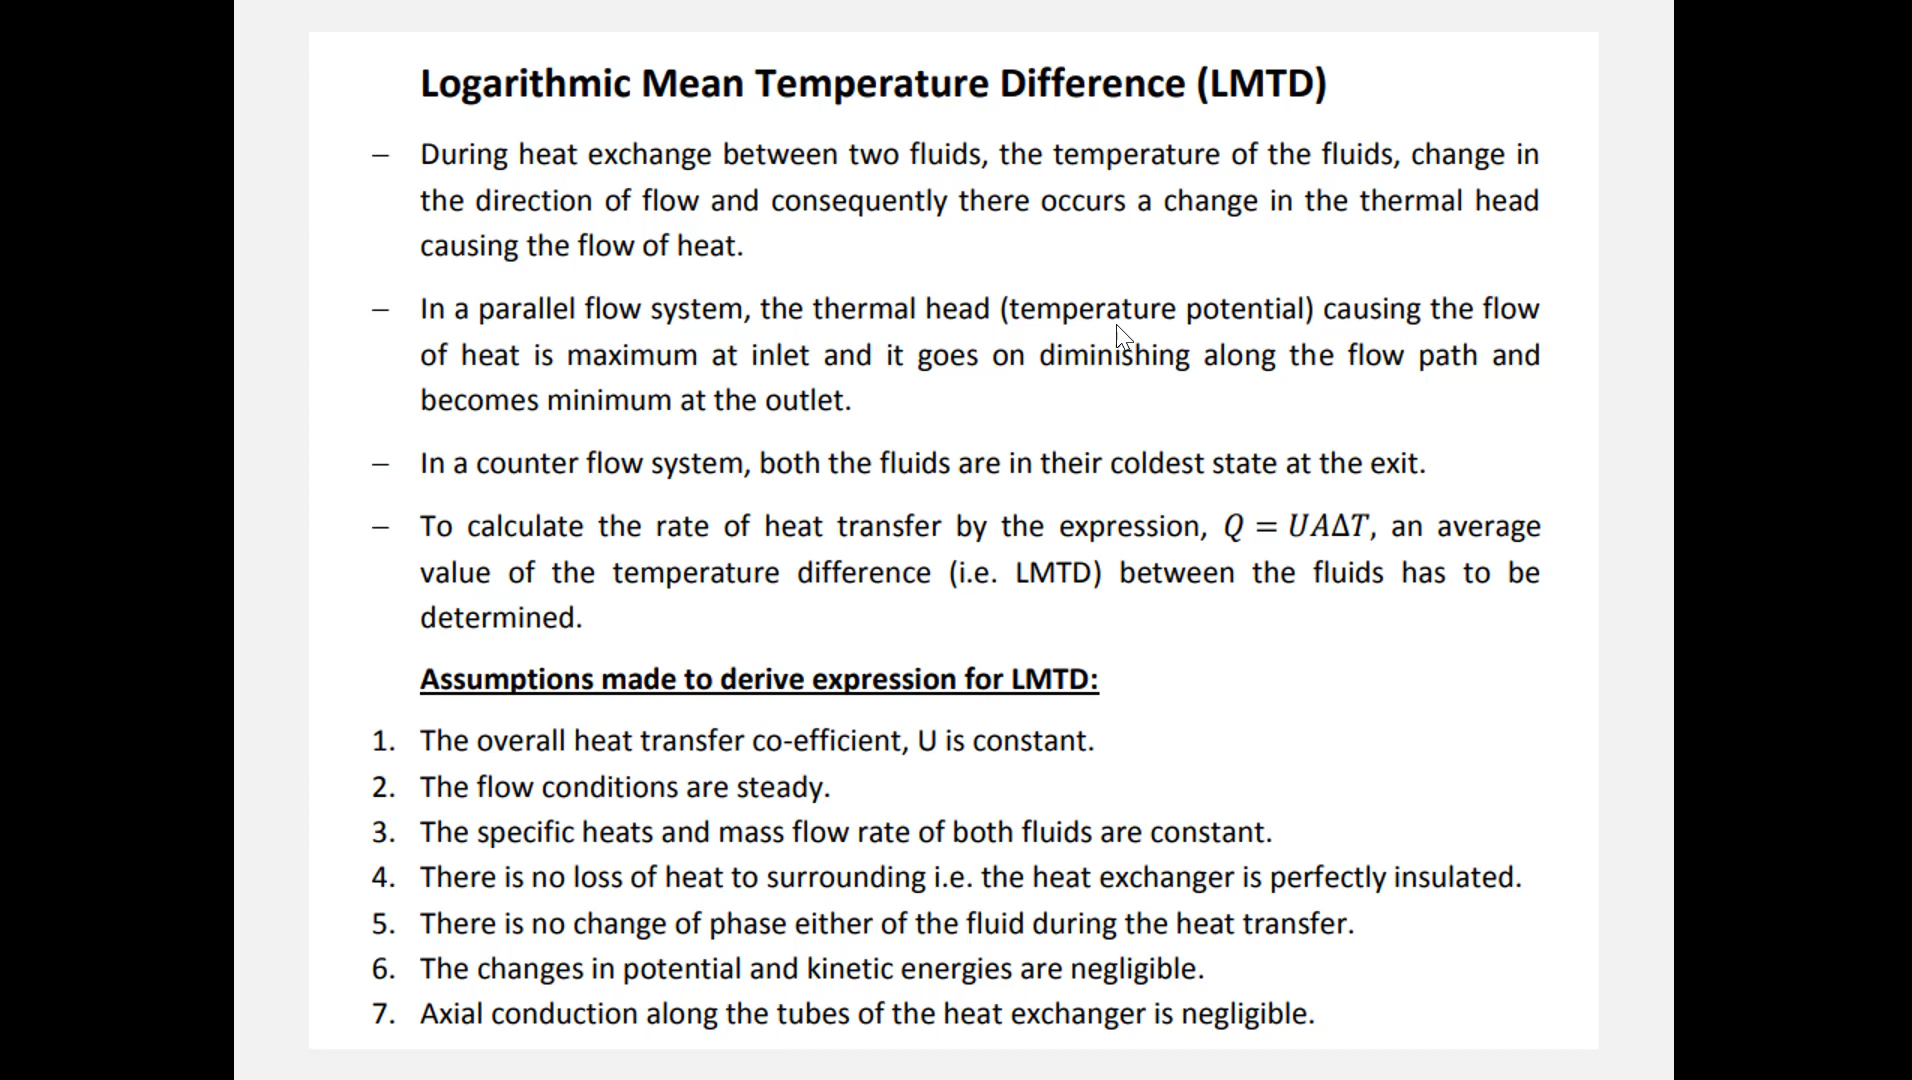 Logarithmic Mean Temperature Difference (LMTD)
– During heat exchange between two fluids, the temperature of the fluids, change in
the direction of flow and consequently there occurs a change in the thermal head
causing the flow of heat.
– In a parallel flow system, the thermal head (temperature potential) causing the flow
of heat is maximum at inlet and it goes on diminishing along the flow path and
becomes minimum at the outlet.
– In a counter flow system, both the fluids are in their coldest state at the exit.
– To calculate the rate of heat transfer by the expression, Q = UAΔT, an average
value of the temperature difference (i.e. LMTD) between the fluids has to be
determined.
Assumptions made to derive expression for LMTD:
1. The overall heat transfer co-efficient, U is constant.
2. The flow conditions are steady.
3. The specific heats and mass flow rate of both fluids are constant.
4. There is no loss of heat to surrounding i.e. the heat exchanger is perfectly insulated.
5. There is no change of phase either of the fluid during the heat transfer.
6. The changes in potential and kinetic energies are negligible.
7. Axial conduction along the tubes of the heat exchanger is negligible.